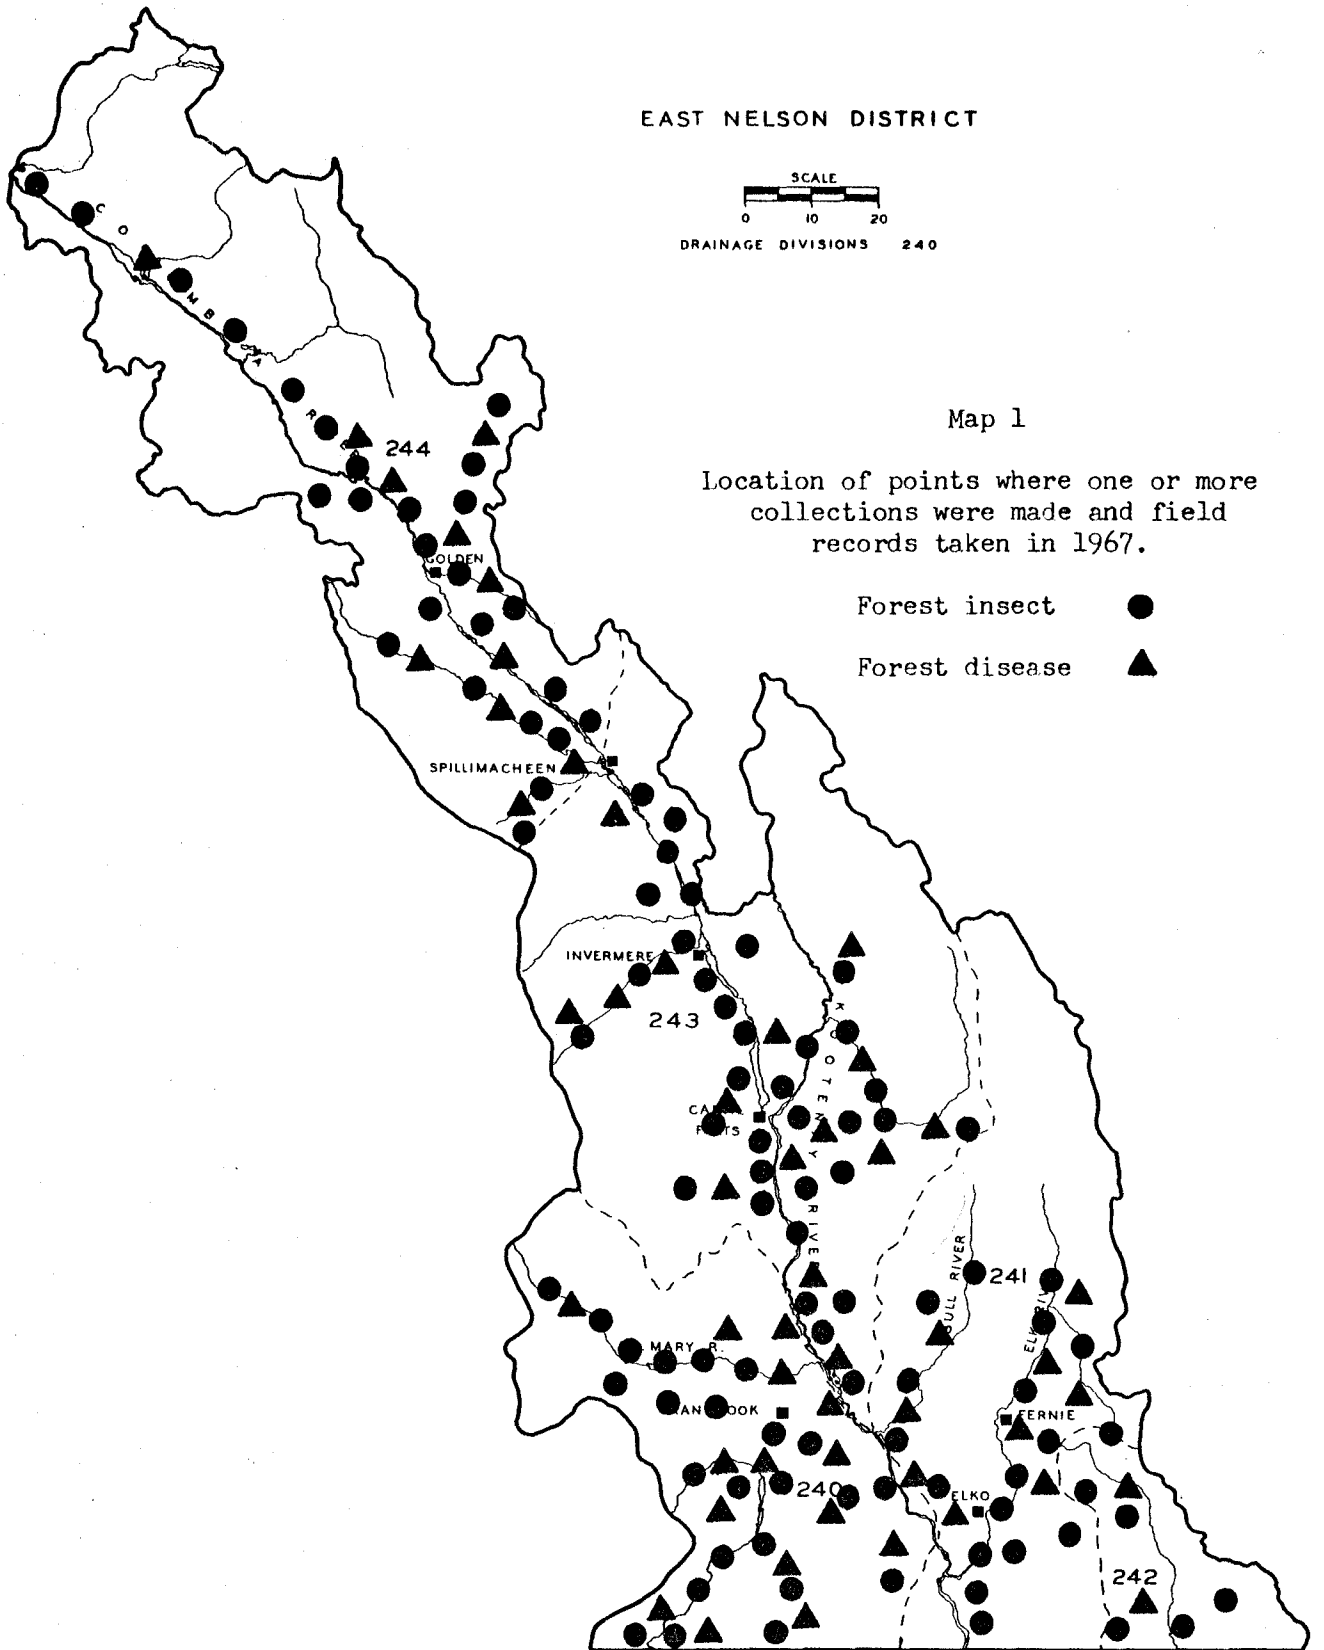 EAST NELSON DISTRICT
SCALE
0 10 20
DRAINAGE DIVISIONS 240
Map 1
Location of points where one or more
collections were made and field
records taken in 1967.
Forest insect
Forest disease
244
GOLDEN
SPILLIMACHEEN
INVERMERE
243
RIVER
BULL RIVER
241
MARY R.
FERNIE
240
ELKO
242